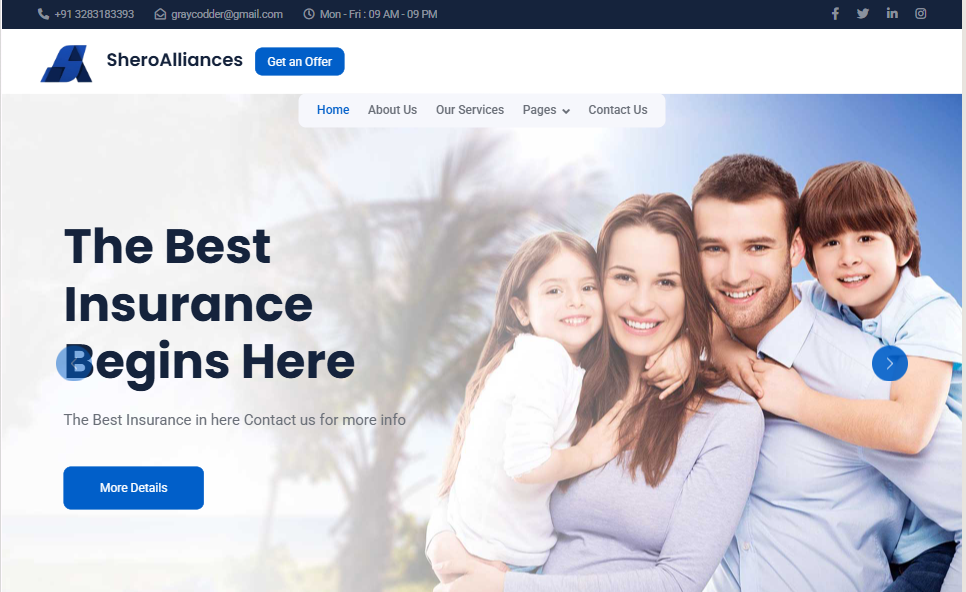 +91 3283183393 graycodder@gmail.com Mon - Fri : 09 AM - 09 PM
SheroAlliances Get an Offer
Home About Us Our Services Pages Contact Us
The Best
Insurance
Begins Here
The Best Insurance in here Contact us for more info
More Details